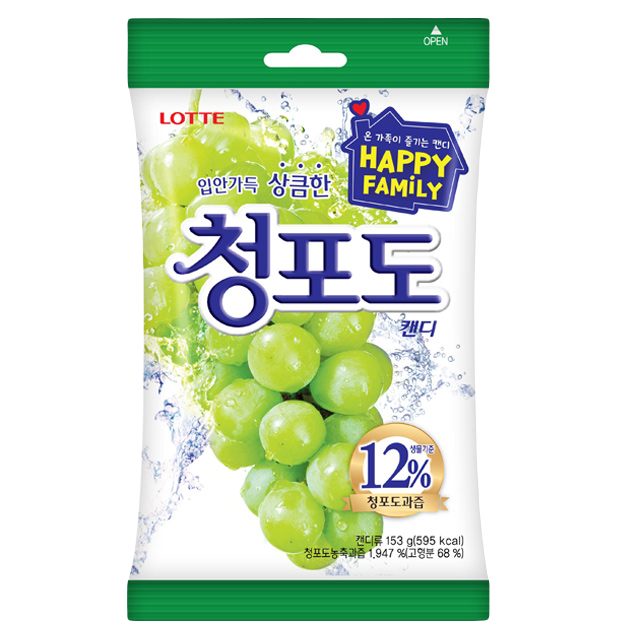 OPEN
LOTTE
온 가족이 즐기는 캔디
HAPPY
FAMiLY
입안가득 상큼한
청포도
캔디
생물기준
12%
청포도과즙
캔디류 153 g(595 kcal)
청포도농축과즙 1.947 %(고형분 68 %)